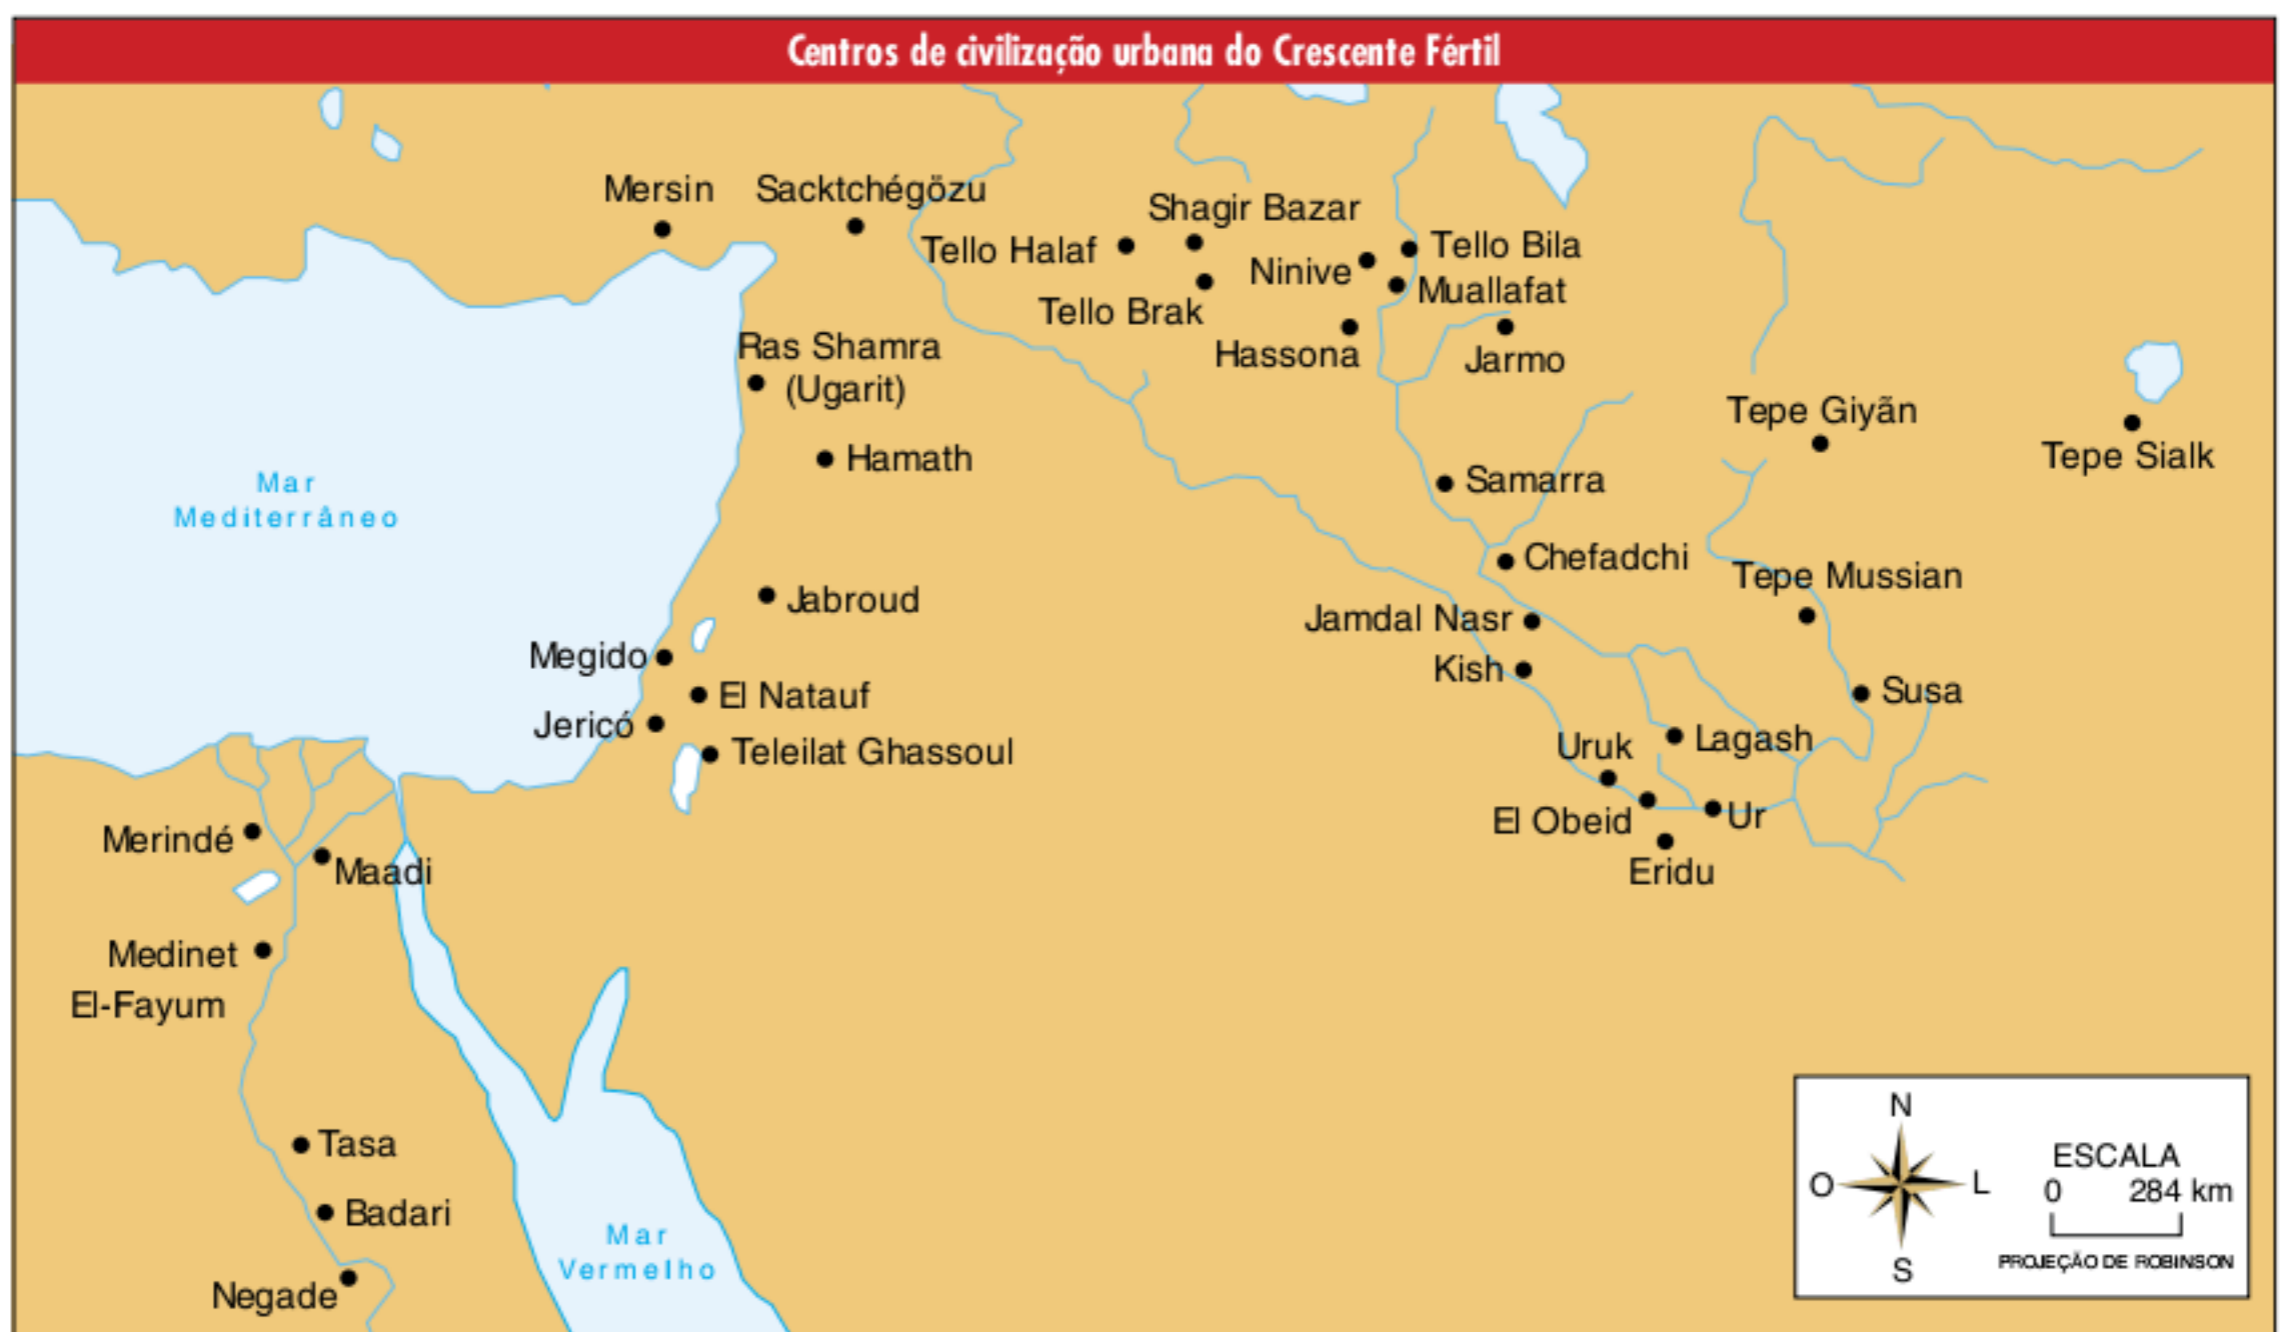 Centros de civilização urbana do Crescente Fértil
Mersin
Sacktchégözu
Shagir Bazar
Tello Halaf
Tello Bila
Ninive
Muallafat
Tello Brak
Hassona
Jarmo
Ras Shamra
(Ugarit)
Tepe Giyãn
Tepe Sialk
Hamath
Samarra
Mar
Mediterrâneo
Chefadchi
Tepe Mussian
Jabroud
Jamdal Nasr
Megido
Kish
El Natauf
Susa
Jericó
Teleilat Ghassoul
Uruk
Lagash
El Obeid
Ur
Eridu
Merindé
Maadi
Medinet
El-Fayum
Tasa
Badari
Negade
Mar
Vermelho
N
O
L
S
ESCALA
0 284 km
PROJEÇÃO DE ROBINSON